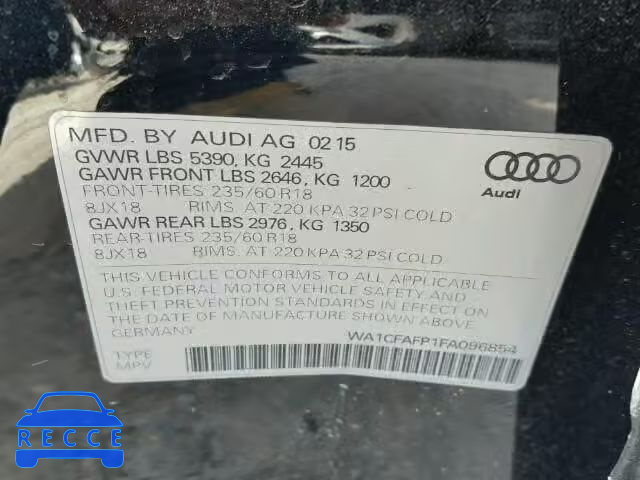 MFD. BY AUDI AG 02 15
GVWR LBS 5390, KG 2445
GAWR FRONT LBS 2646, KG 1200
FRONT-TIRES 235/60 R18
8JX18 RIMS. AT 220 KPA 32 PSI COLD
GAWR REAR LBS 2976, KG 1350
REAR-TIRES 235/60 R18
8JX18 RIMS. AT 220 KPA 32 PSI COLD
Audi
THIS VEHICLE CONFORMS TO ALL APPLICABLE
U.S. FEDERAL MOTOR VEHICLE SAFETY AND
THEFT PREVENTION STANDARDS IN EFFECT ON
THE DATE OF MANUFACTURE SHOWN ABOVE.
GERMANY
WA1CFAFP1FA096854
TYPE
MPV
RECCE